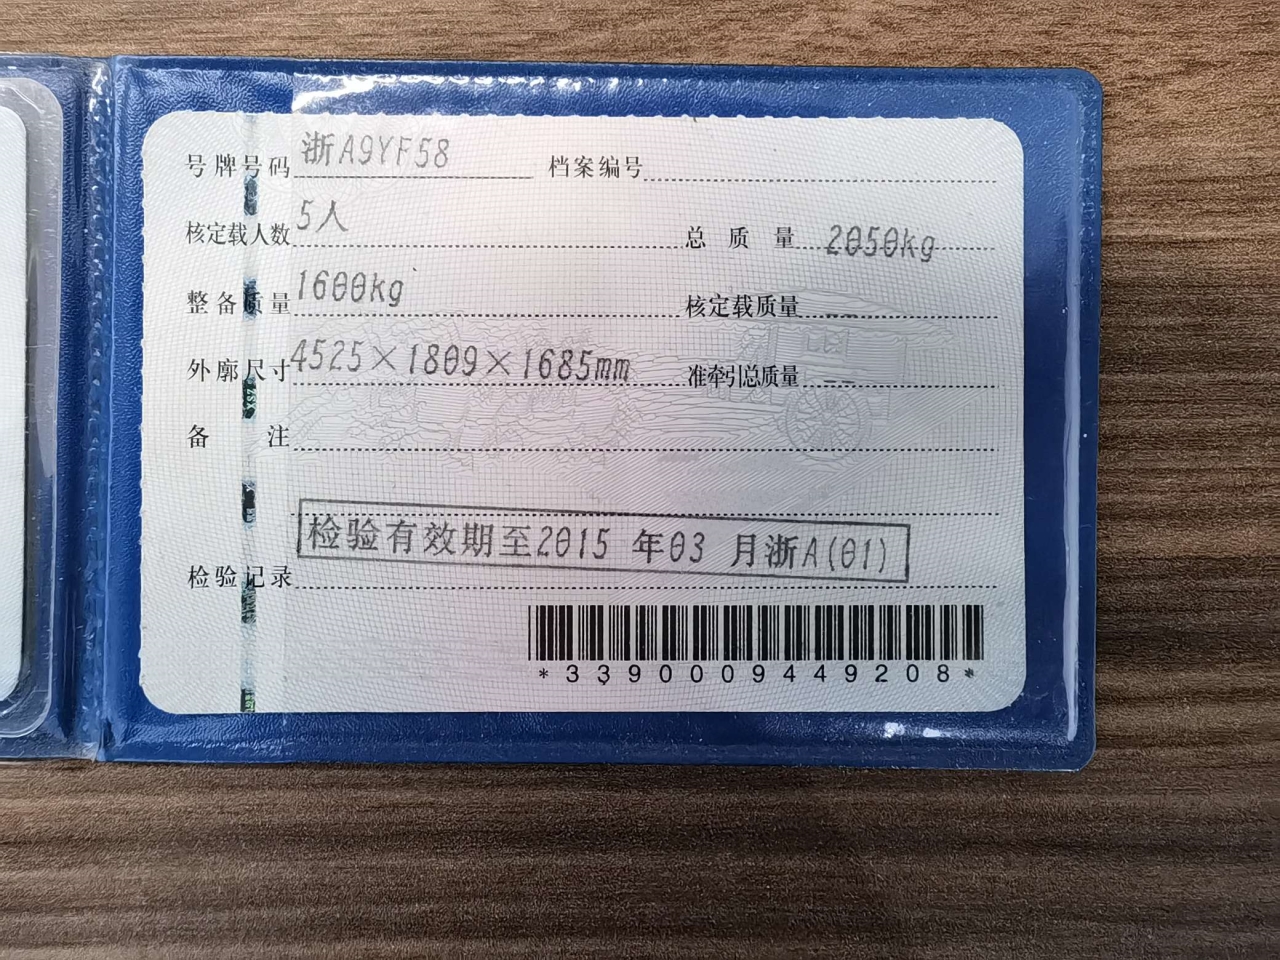 号牌号码 浙A9YF58 档案编号
核定载人数 5人 总质量 2050kg
整备质量 1600kg 核定载质量 --
外廓尺寸 4525×1809×1685mm 准牵引总质量 --
备注
检验有效期至2015 年03 月浙A(01)
检验记录
*3390009449208*